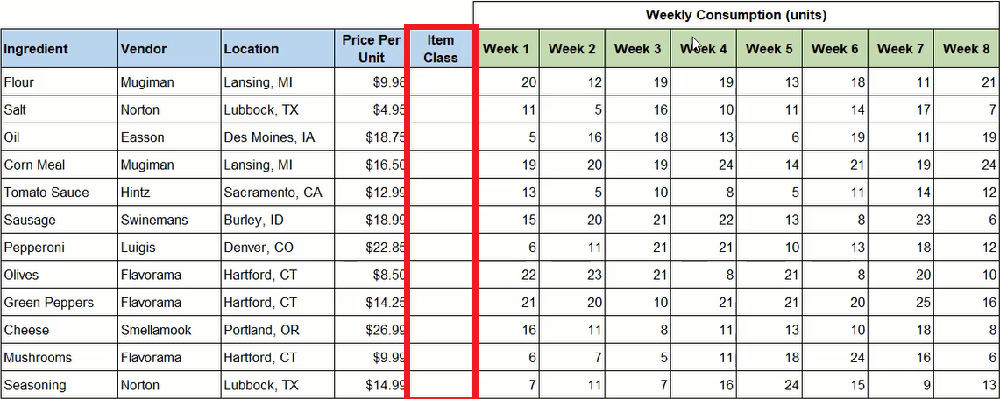 Weekly Consumption (units)
Ingredient Vendor Location Price Per Unit Item Class Week 1 Week 2 Week 3 Week 4 Week 5 Week 6 Week 7 Week 8
Flour Mugiman Lansing, MI $9.98 20 12 19 19 13 18 11 21
Salt Norton Lubbock, TX $4.95 11 5 16 10 11 14 17 7
Oil Easson Des Moines, IA $18.75 5 16 18 13 6 19 11 19
Corn Meal Mugiman Lansing, MI $16.50 19 20 19 24 14 21 19 24
Tomato Sauce Hintz Sacramento, CA $12.99 13 5 10 8 5 11 14 12
Sausage Swinemans Burley, ID $18.99 15 20 21 22 13 8 23 6
Pepperoni Luigis Denver, CO $22.85 6 11 21 21 10 13 18 12
Olives Flavorama Hartford, CT $8.50 22 23 21 8 21 8 20 10
Green Peppers Flavorama Hartford, CT $14.25 21 20 10 21 21 20 25 16
Cheese Smellamook Portland, OR $26.99 16 11 8 11 13 10 18 8
Mushrooms Flavorama Hartford, CT $9.99 6 7 5 11 18 24 16 6
Seasoning Norton Lubbock, TX $14.99 7 11 7 16 24 15 9 13